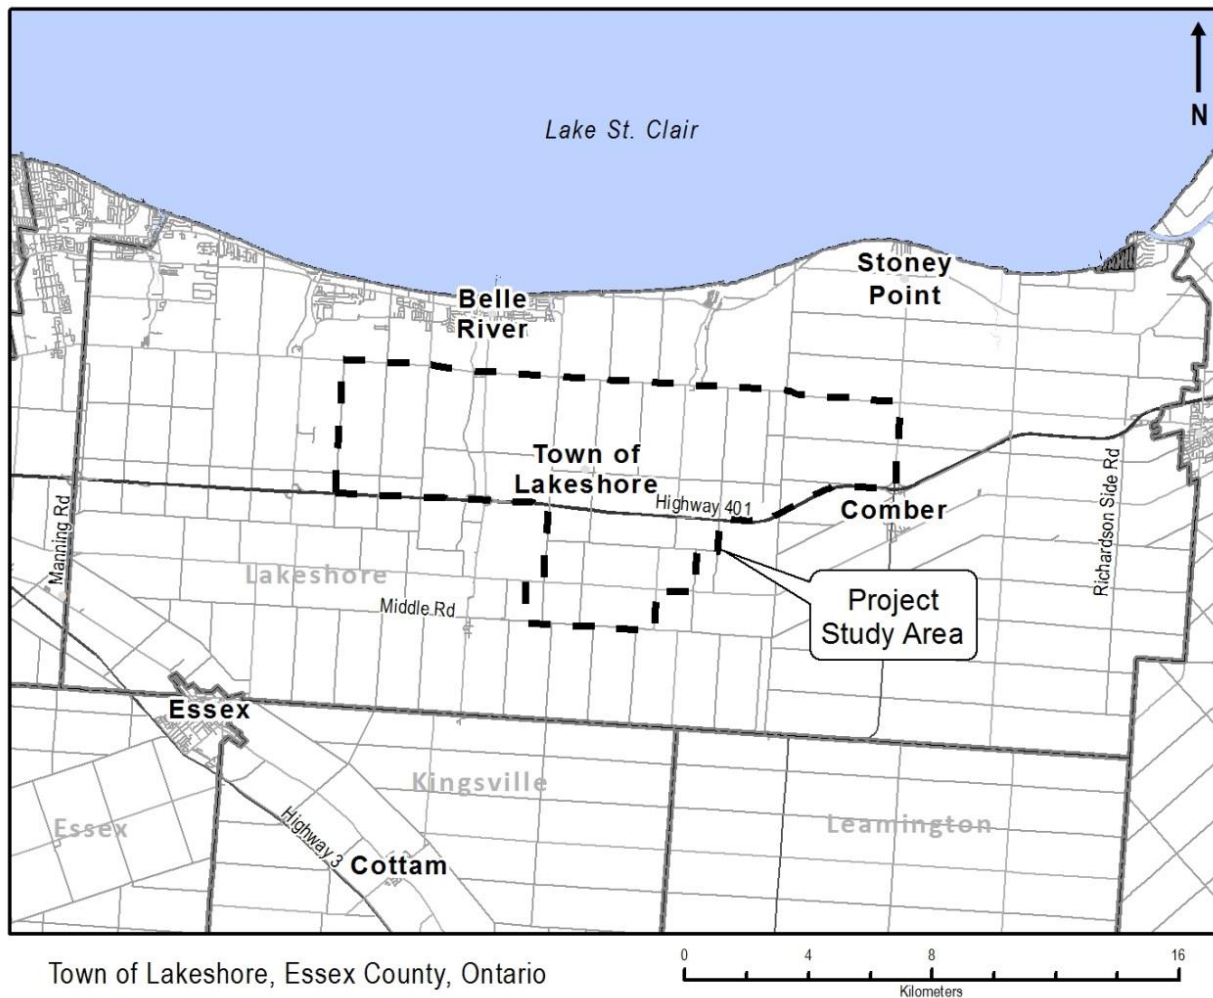 N
Lake St. Clair
Stoney
Point
Belle
River
Town of
Lakeshore
Highway 401
Comber
Manning Rd
Richardson Side Rd
Lakeshore
Middle Rd
Project
Study Area
Essex
Kingsville
Essex
Leamington
Highway 3
Cottam
Town of Lakeshore, Essex County, Ontario
0 4 8 16
Kilometers